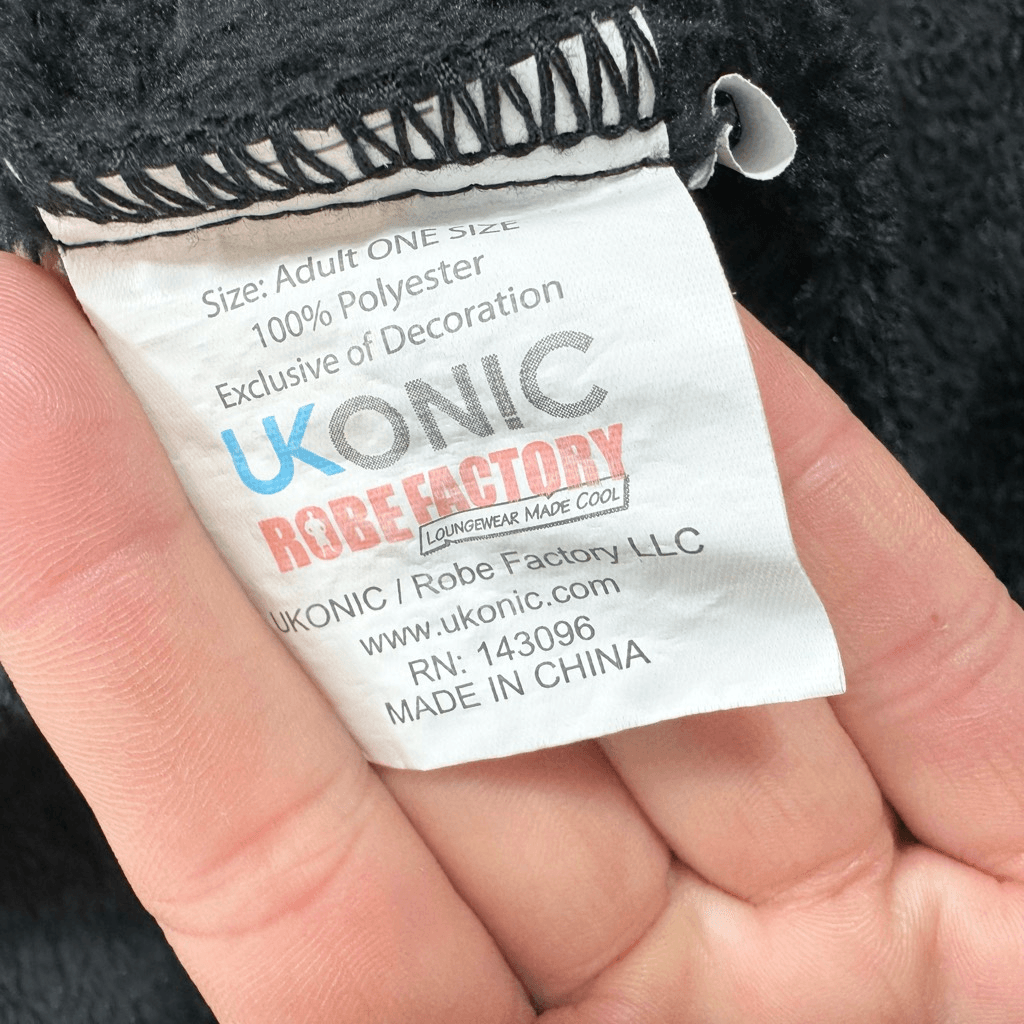 Size: Adult ONE SIZE
100% Polyester
Exclusive of Decoration
UKONIC
ROBE FACTORY
LOUNGEWEAR MADE COOL
UKONIC / Robe Factory LLC
www.ukonic.com
RN: 143096
MADE IN CHINA